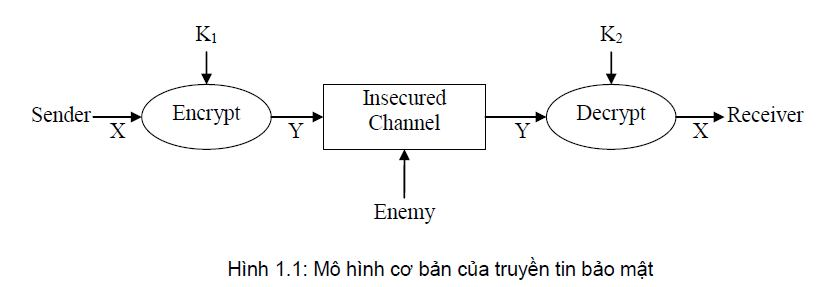 K₁
K₂
Sender
X
Encrypt
Y
Insecured
Channel
Y
Decrypt
X
Receiver
Enemy
Hình 1.1: Mô hình cơ bản của truyền tin bảo mật